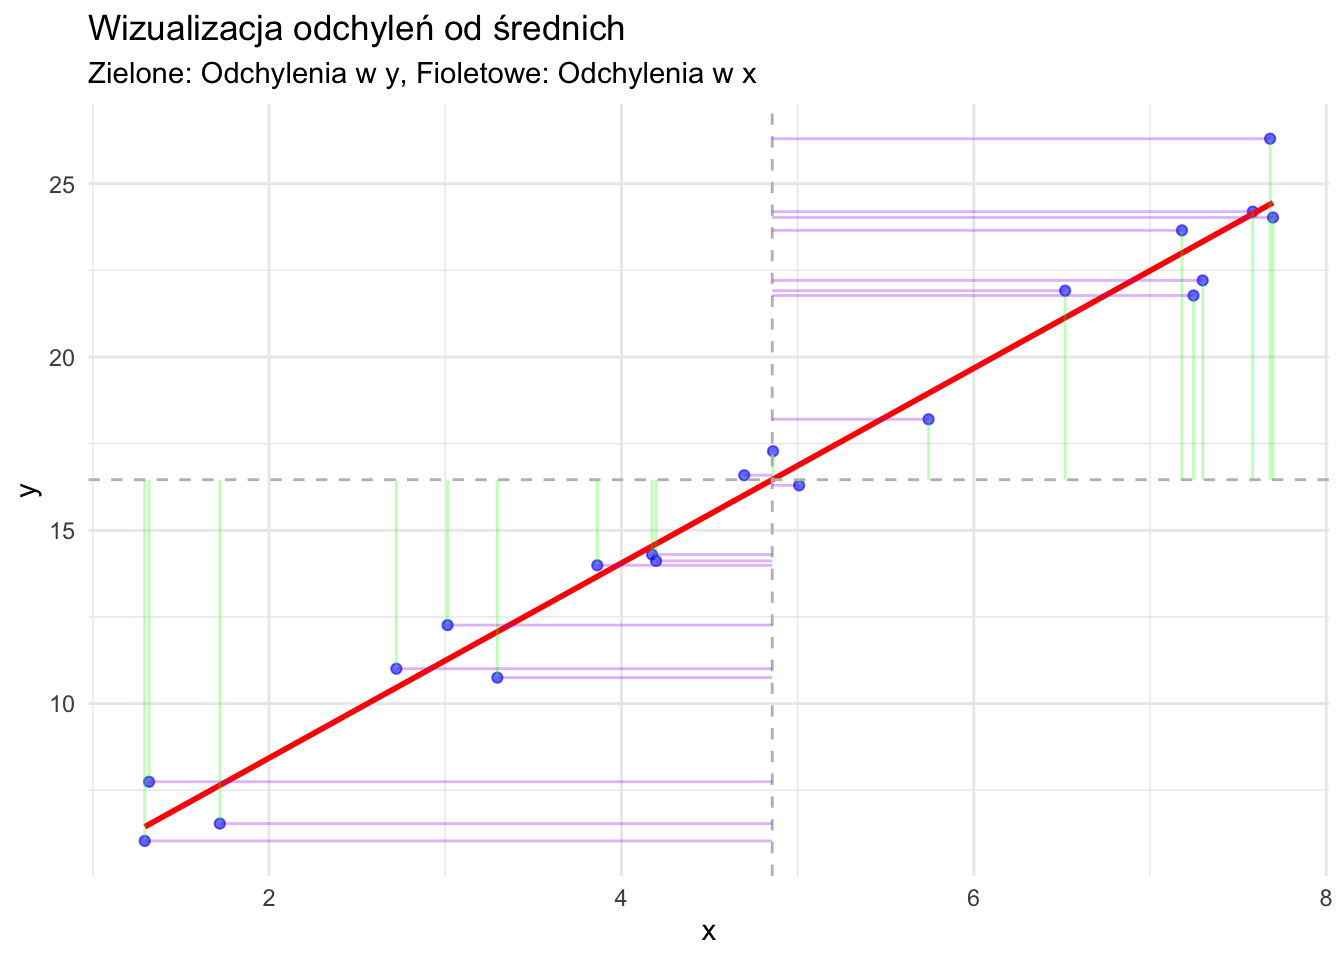 Wizualizacja odchyleń od średnich
Zielone: Odchylenia w y, Fioletowe: Odchylenia w x
25
20
15
10
y
2 4 6 8
x